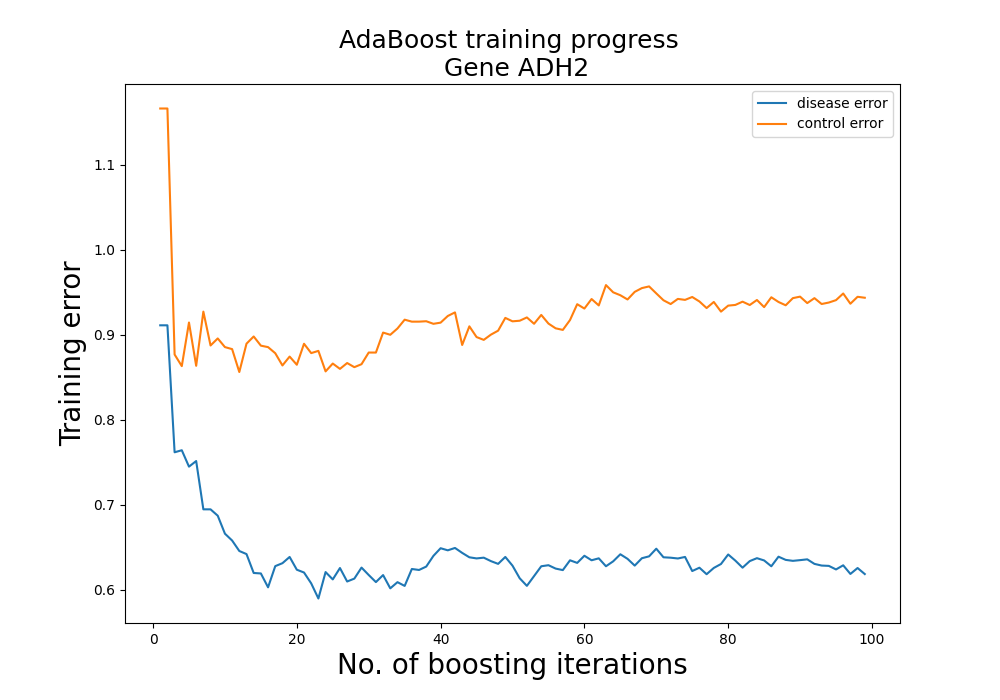 AdaBoost training progress
Gene ADH2
disease error
control error
Training error
1.1
1.0
0.9
0.8
0.7
0.6
0
20
40
60
80
100
No. of boosting iterations